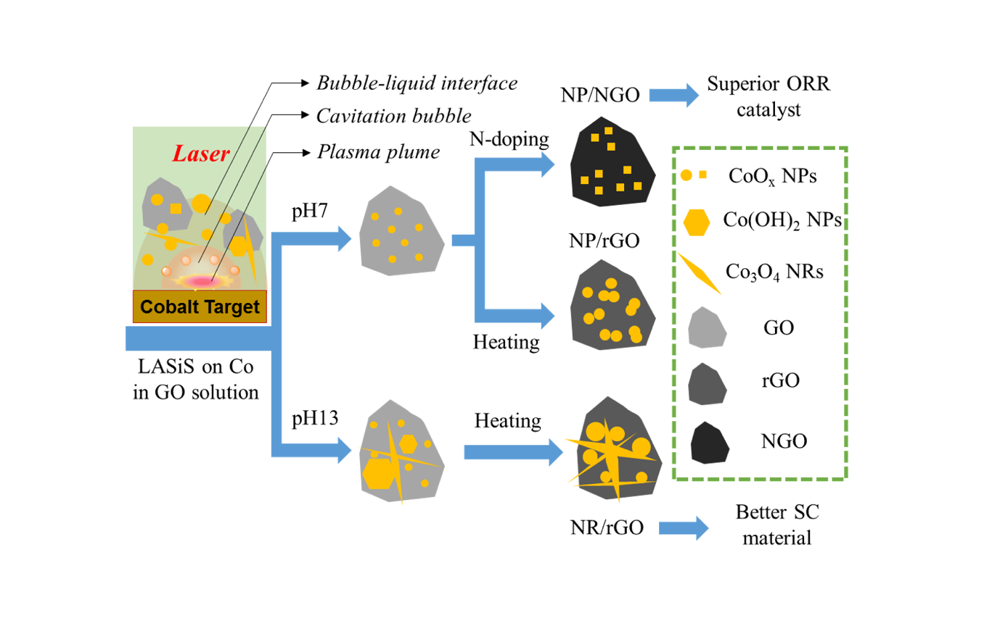 Bubble-liquid interface
Cavitation bubble
Plasma plume
Laser
Cobalt Target
LASiS on Co
in GO solution
pH7
pH13
N-doping
Heating
Heating
NP/NGO
Superior ORR
catalyst
NP/rGO
NR/rGO
Better SC
material
CoOₓ NPs
Co(OH)₂ NPs
Co₃O₄ NRs
GO
rGO
NGO